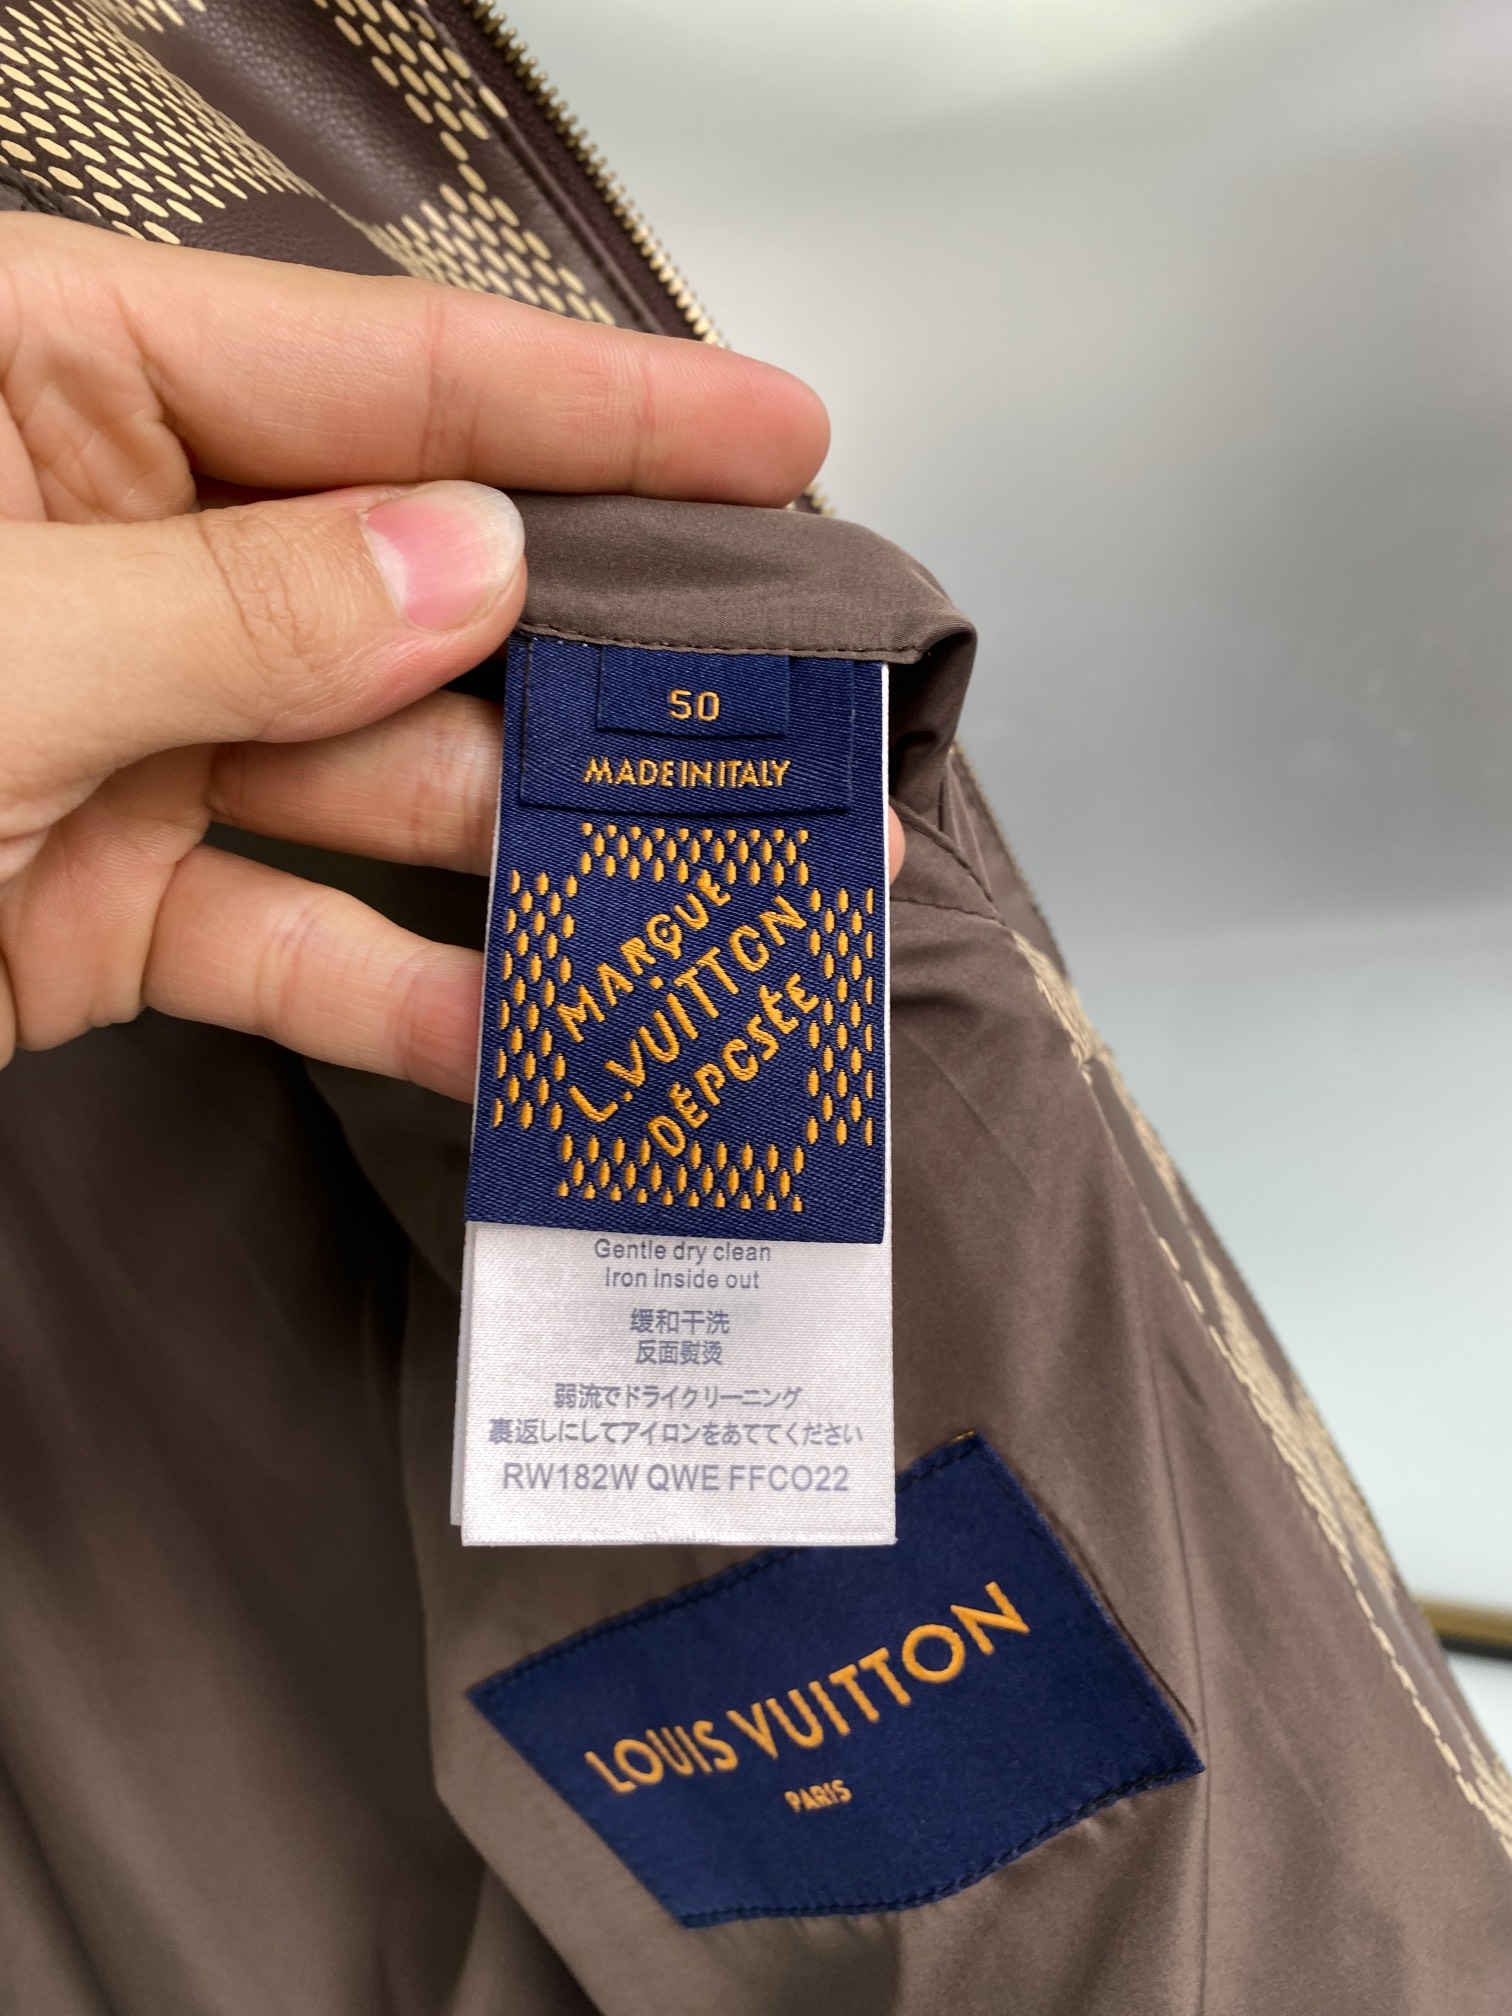 50
MADE IN ITALY
MARQUE
L.VUITTON
DÉPOSÉE
Gentle dry clean
Iron inside out
缓和干洗
反面熨烫
弱流でドライクリーニング
裏返しにしてアイロンをあててください
RW182W QWE FFCO22
LOUIS VUITTON
PARIS